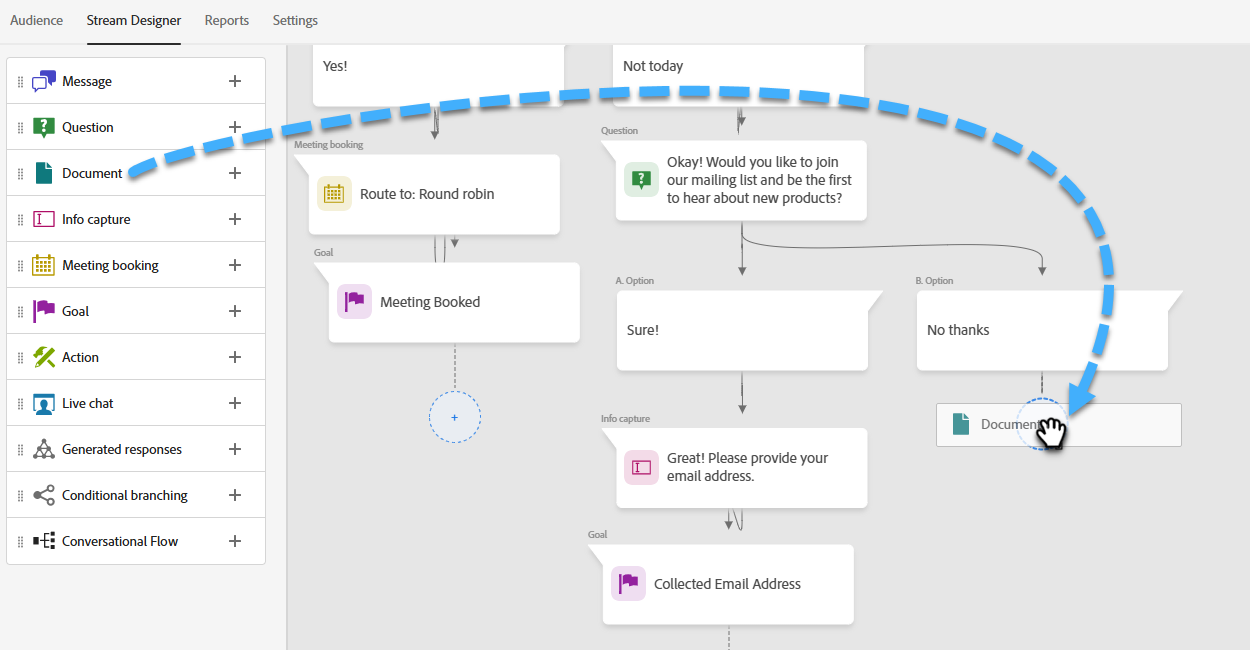 Audience Stream Designer Reports Settings
Message
Question
Document
Info capture
Meeting booking
Goal
Action
Live chat
Generated responses
Conditional branching
Conversational Flow
Yes!
Not today
Meeting booking
Route to: Round robin
Goal
Meeting Booked
Question
Okay! Would you like to join
our mailing list and be the first
to hear about new products?
A. Option
Sure!
B. Option
No thanks
Document
Info capture
Great! Please provide your
email address.
Goal
Collected Email Address